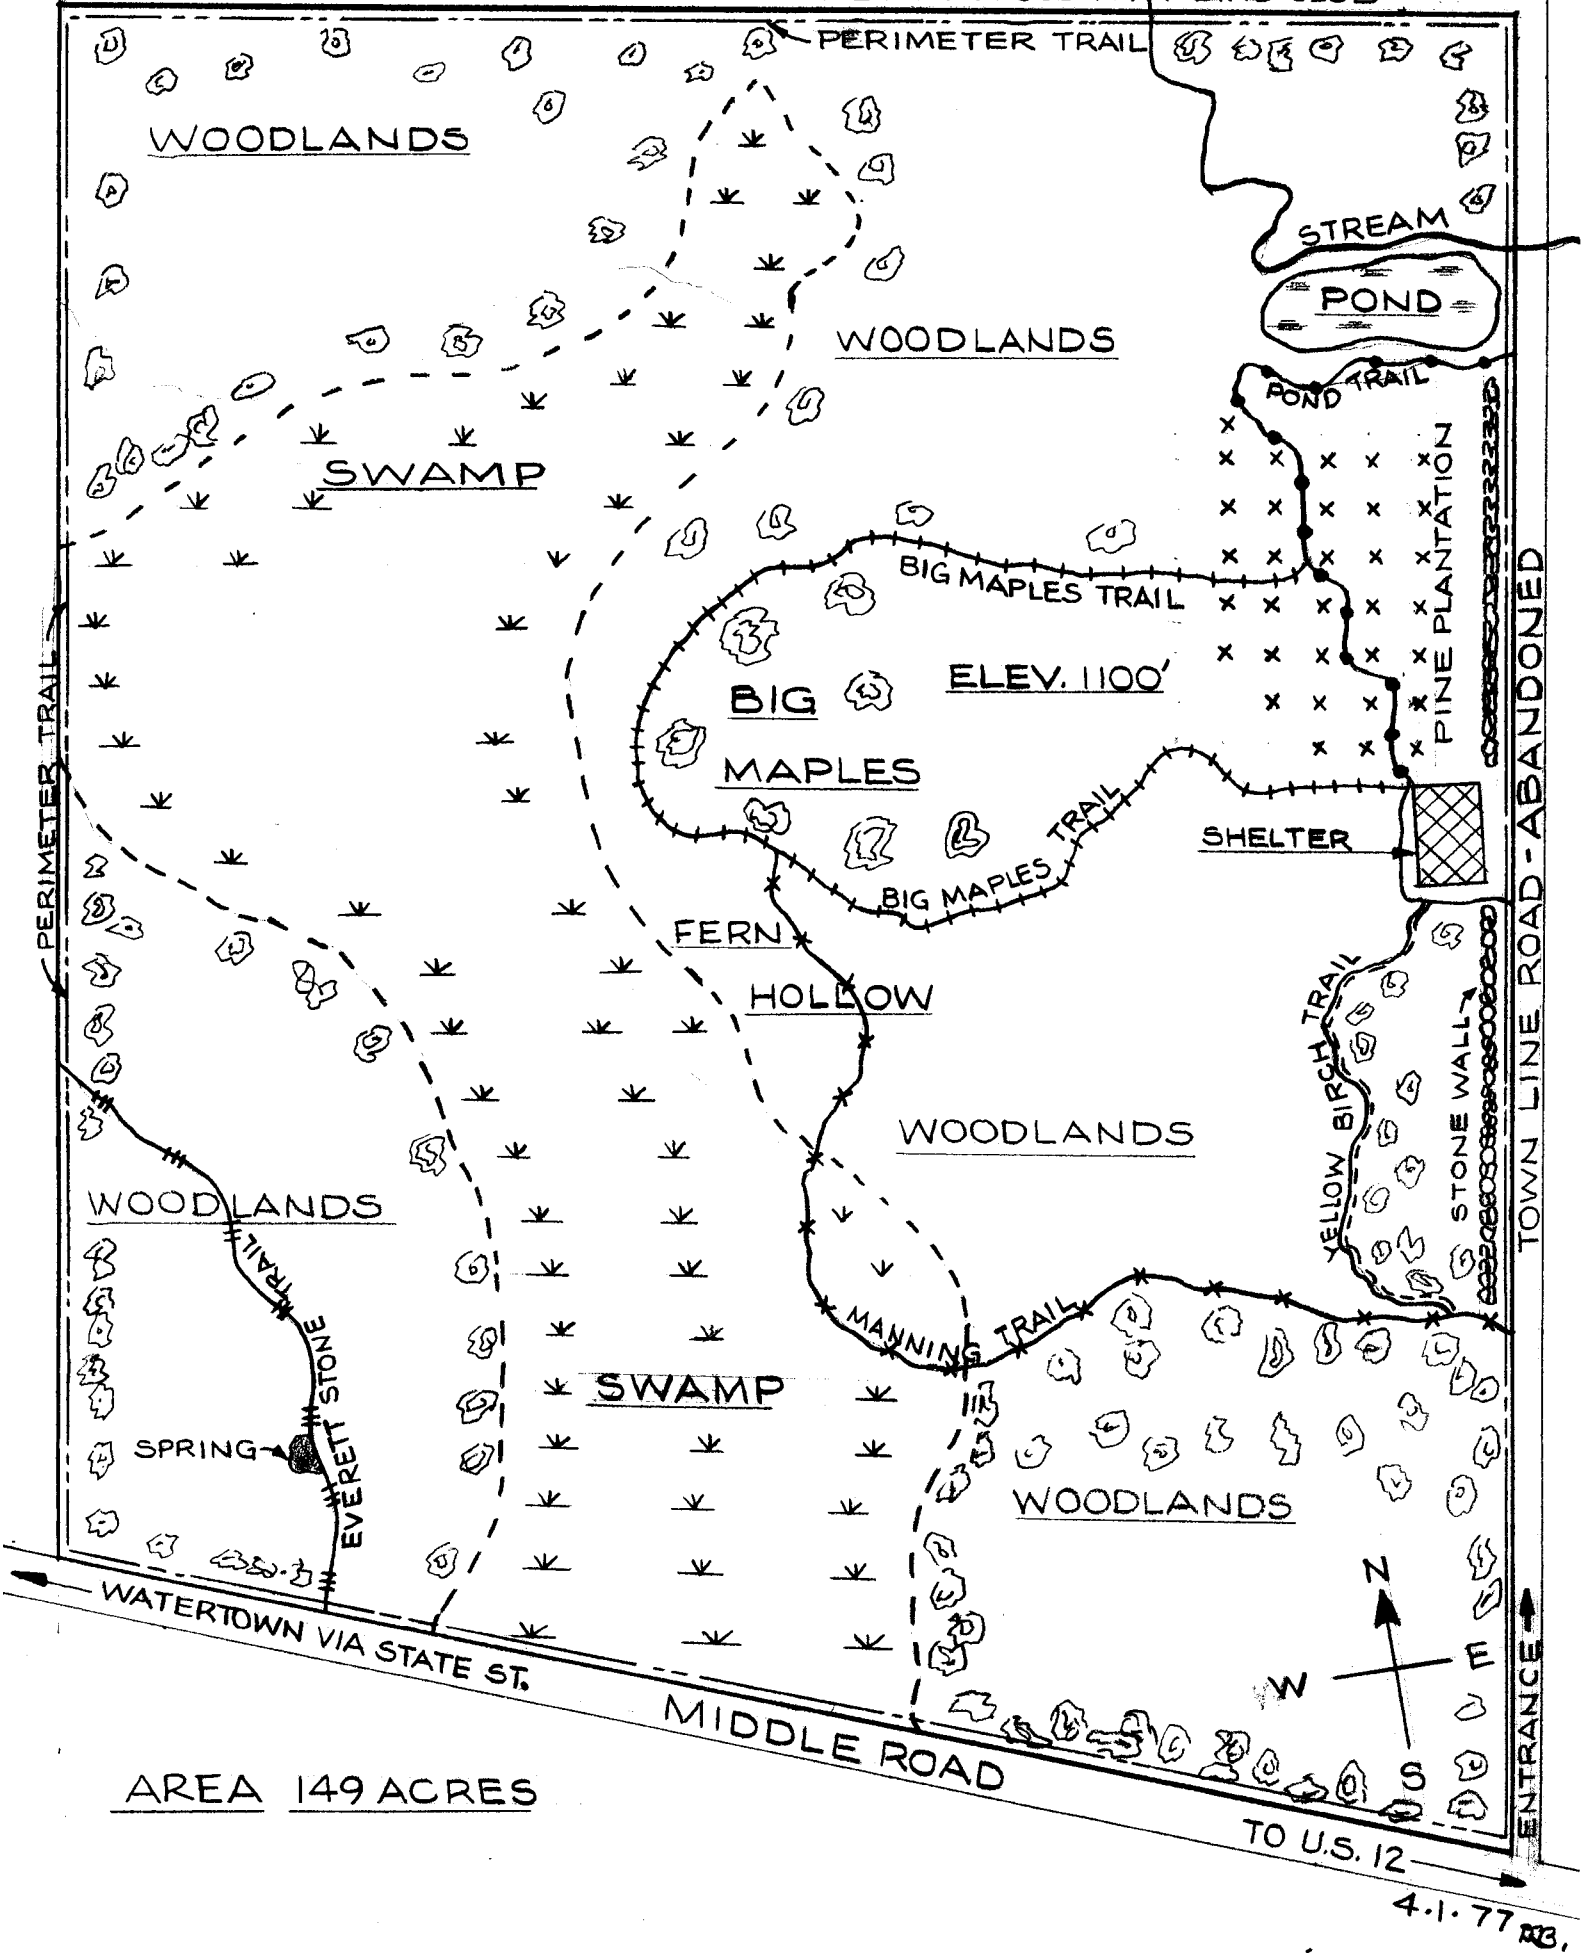 PERIMETER TRAIL
WOODLANDS
STREAM
POND
WOODLANDS
POND TRAIL
SWAMP
PINE PLANTATION
BIG MAPLES TRAIL
ELEV. 1100'
BIG
MAPLES
PERIMETER TRAIL
TOWN LINE ROAD - ABANDONED
SHELTER
BIG MAPLES TRAIL
FERN
HOLLOW
YELLOW BIRCH TRAIL
STONE WALL
WOODLANDS
WOODLANDS
EVERETT STONE TRAIL
MANNING TRAIL
SWAMP
SPRING
WOODLANDS
N
W E
S
ENTRANCE
WATERTOWN VIA STATE ST.
MIDDLE ROAD
AREA 149 ACRES
TO U.S. 12
4.1.77